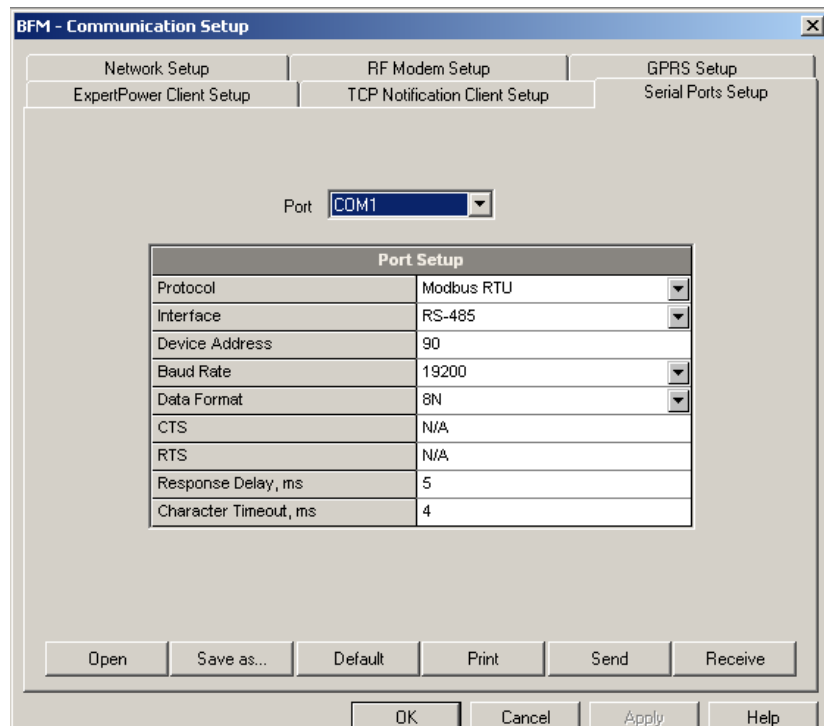 BFM - Communication Setup
Network Setup RF Modem Setup GPRS Setup
ExpertPower Client Setup TCP Notification Client Setup Serial Ports Setup
Port COM1
Port Setup
Protocol Modbus RTU
Interface RS-485
Device Address 90
Baud Rate 19200
Data Format 8N
CTS N/A
RTS N/A
Response Delay, ms 5
Character Timeout, ms 4
Open Save as... Default Print Send Receive
OK Cancel Apply Help